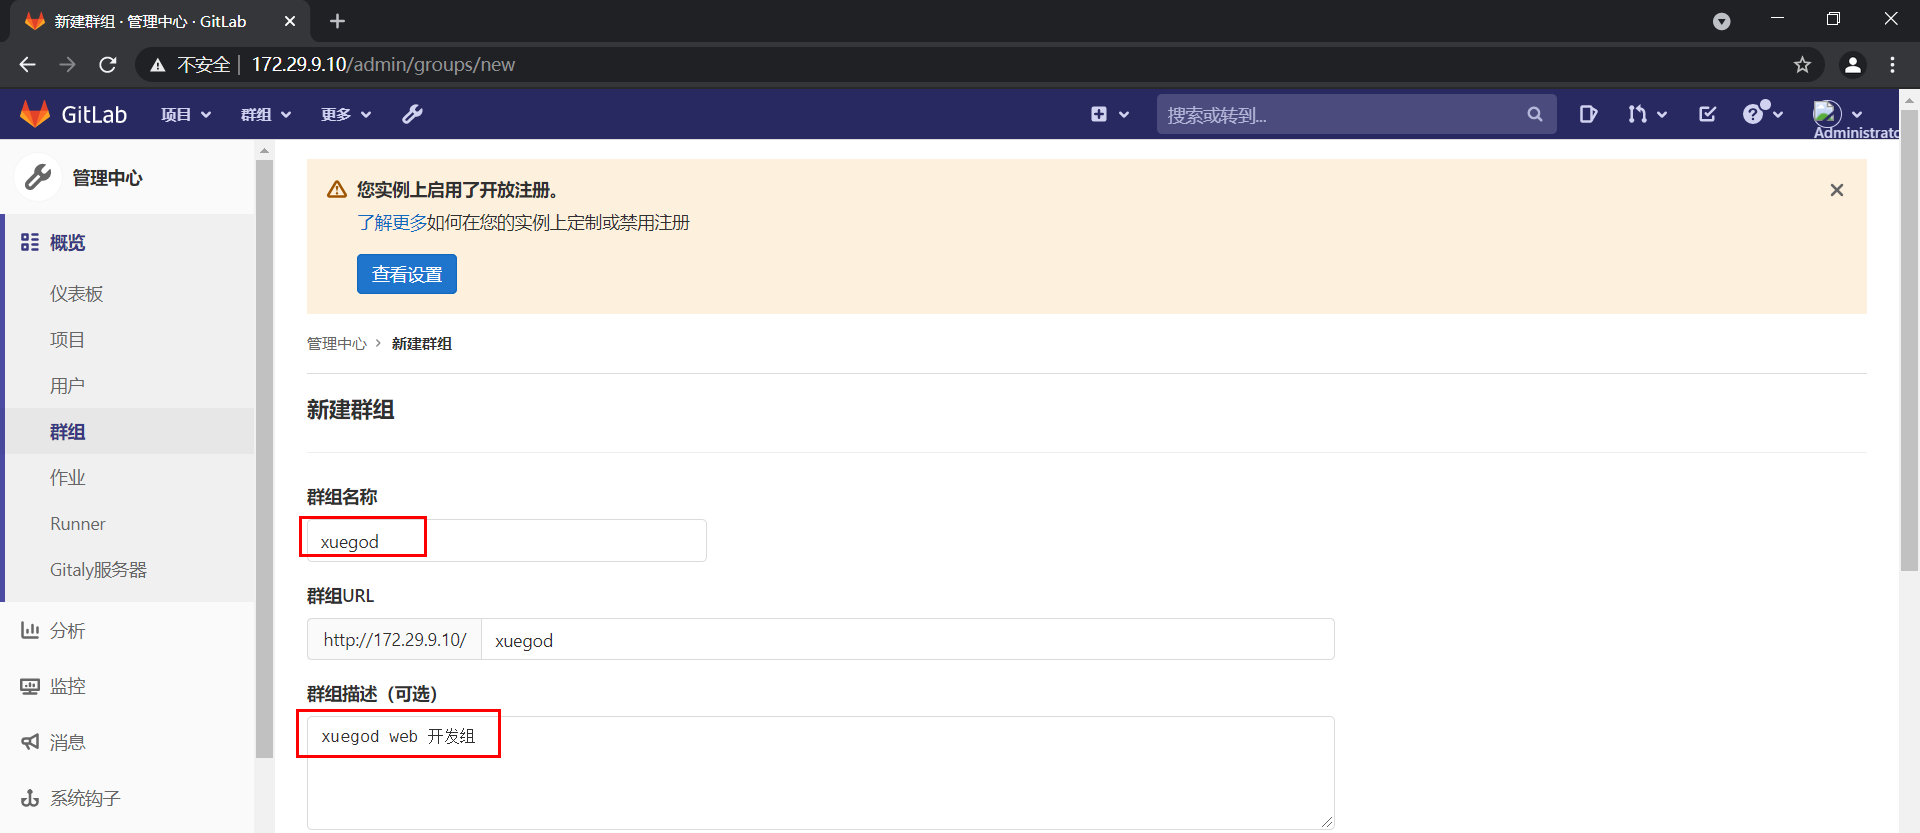 新建群组 · 管理中心 · GitLab
不安全 | 172.29.9.10/admin/groups/new
GitLab 项目 群组 更多 搜索或转到... Administrato
管理中心
概览
仪表板
项目
用户
群组
作业
Runner
Gitaly服务器
分析
监控
消息
系统钩子
您实例上启用了开放注册。
了解更多如何在您的实例上定制或禁用注册
查看设置
管理中心 > 新建群组
新建群组
群组名称
xuegod
群组URL
http://172.29.9.10/ xuegod
群组描述（可选）
xuegod web 开发组